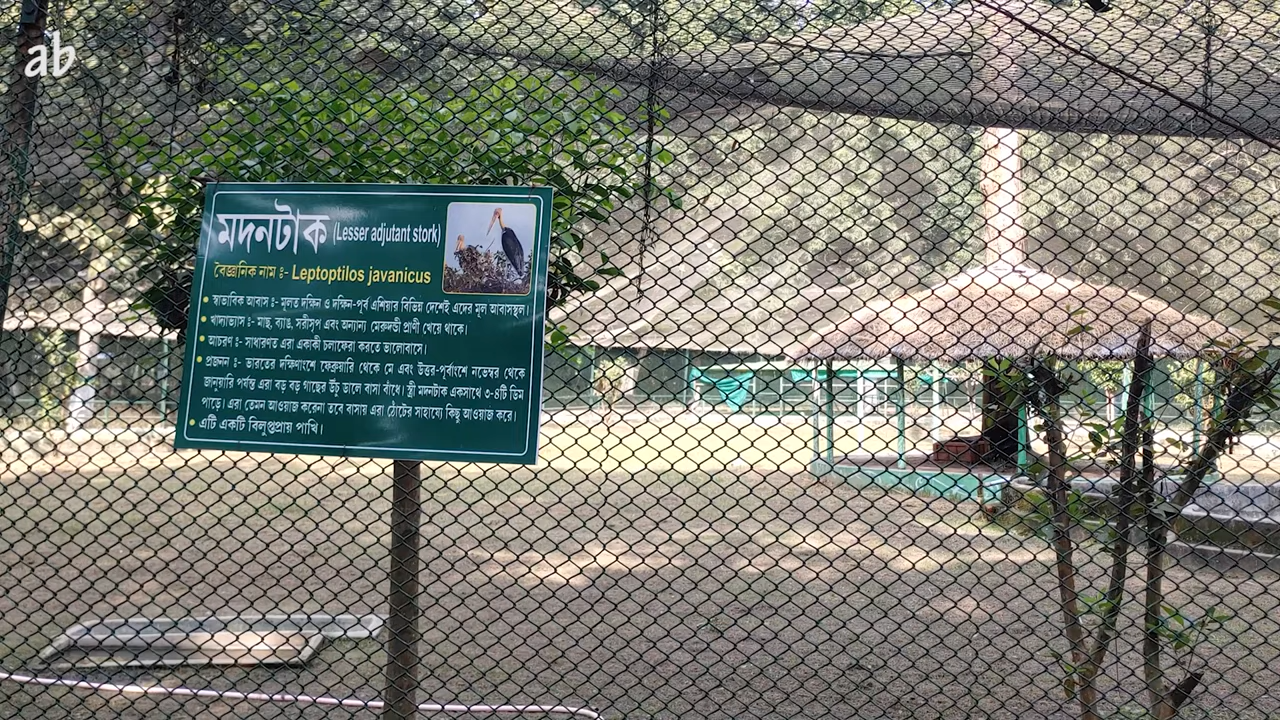 ab
মদনটাক (Lesser adjutant stork)
বৈজ্ঞানিক নাম ঃ- Leptoptilos javanicus
• স্বাভাবিক আবাস ঃ- মূলত দক্ষিন ও দক্ষিন-পূর্ব এশিয়ার বিভিন্ন দেশেই এদের মূল আবাসস্থল।
• খাদ্যাভ্যাস ঃ- মাছ, ব্যাঙ, সরীসৃপ এবং অন্যান্য মেরুদন্ডী প্রাণী খেয়ে থাকে।
• আচরণ ঃ- সাধারণত এরা একাকী চলাফেরা করতে ভালোবাসে।
• প্রজনন ঃ- ভারতের দক্ষিণাংশে ফেব্রুয়ারি থেকে মে এবং উত্তর-পূর্বাংশে নভেম্বর থেকে
জানুয়ারি পর্যন্ত এরা বড় বড় গাছের উঁচু ডালে বাসা বাঁধে। স্ত্রী মদনটাক একসাথে ৩-৪টি ডিম
পাড়ে। এরা তেমন আওয়াজ করেনা তবে বাসায় এরা ঠোঁটের সাহায্যে কিছু আওয়াজ করে।
• এটি একটি বিলুপ্তপ্রায় পাখি।